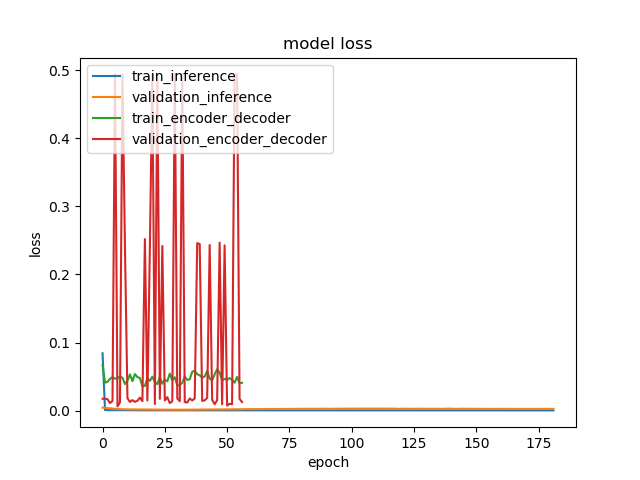 model loss
train_inference
validation_inference
train_encoder_decoder
validation_encoder_decoder
0.5
0.4
0.3
0.2
0.1
0.0
loss
0 25 50 75 100 125 150 175
epoch